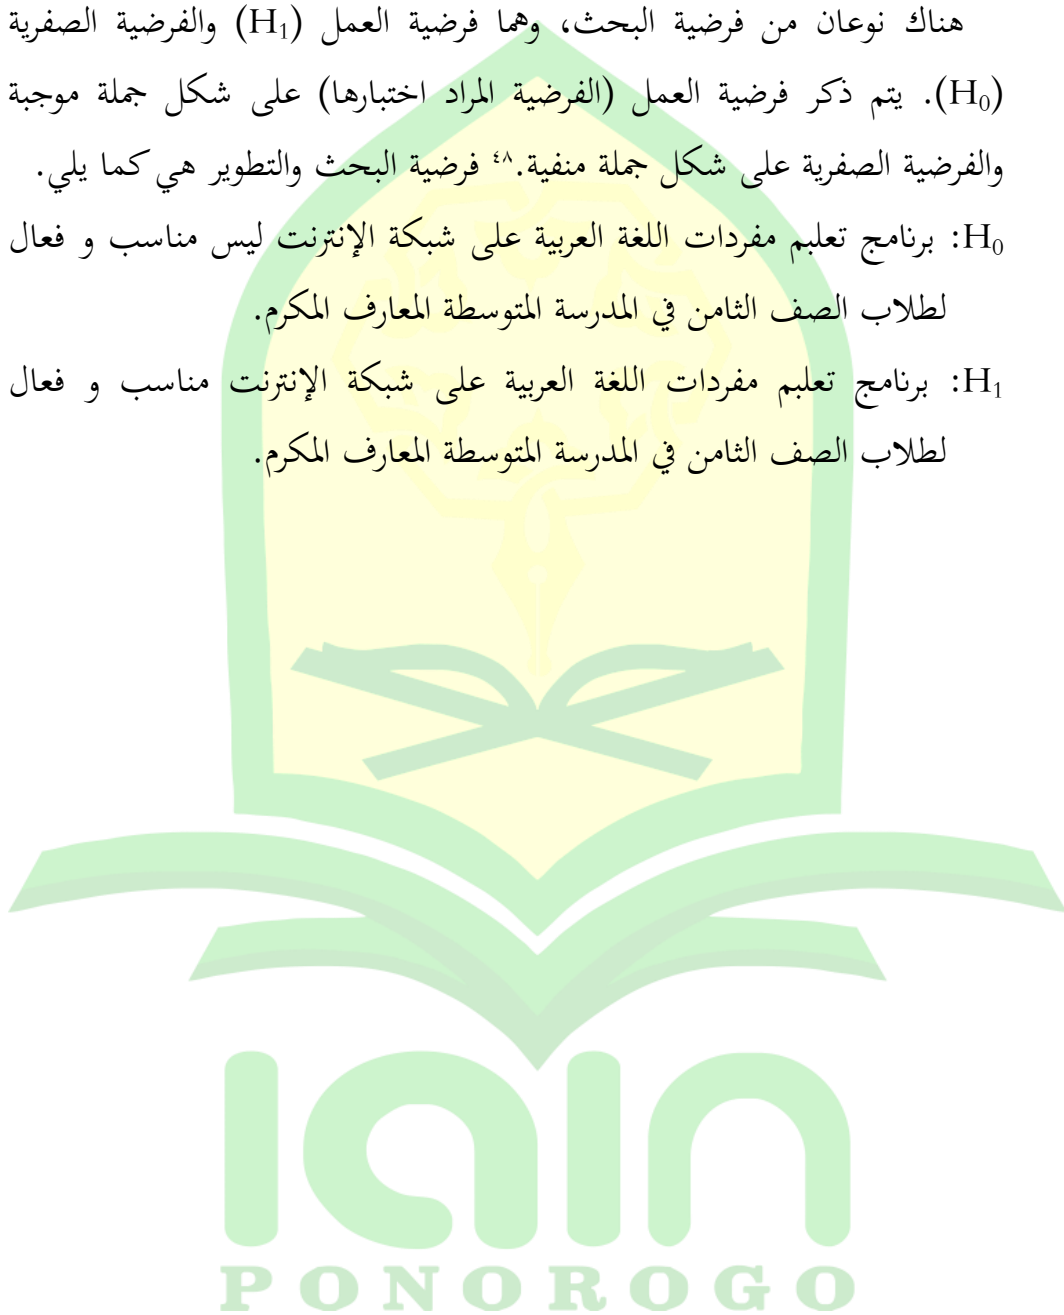 هناك نوعان من فرضية البحث، وهما فرضية العمل (H₁) والفرضية الصفرية
(H₀). يتم ذكر فرضية العمل (الفرضية المراد اختبارها) على شكل جملة موجبة
والفرضية الصفرية على شكل جملة منفية.٤٨ فرضية البحث والتطوير هي كما يلي.
H₀: برنامج تعلبم مفردات اللغة العربية على شبكة الإنترنت ليس مناسب و فعال
لطلاب الصف الثامن في المدرسة المتوسطة المعارف المكرم.
H₁: برنامج تعلبم مفردات اللغة العربية على شبكة الإنترنت مناسب و فعال
لطلاب الصف الثامن في المدرسة المتوسطة المعارف المكرم.
iain
PONOROGO